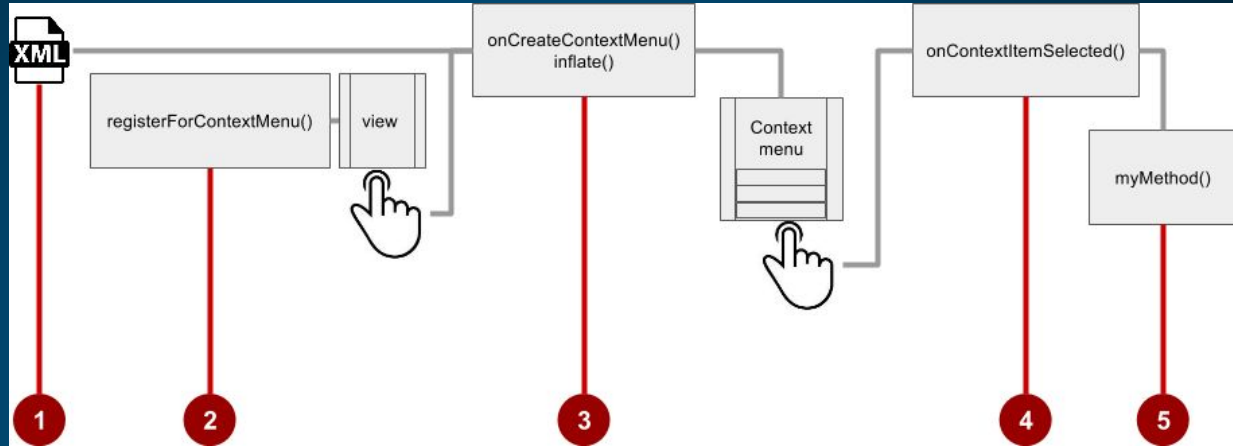 XML
registerForContextMenu()
view
onCreateContextMenu()
inflate()
Context
menu
onContextItemSelected()
myMethod()
1
2
3
4
5